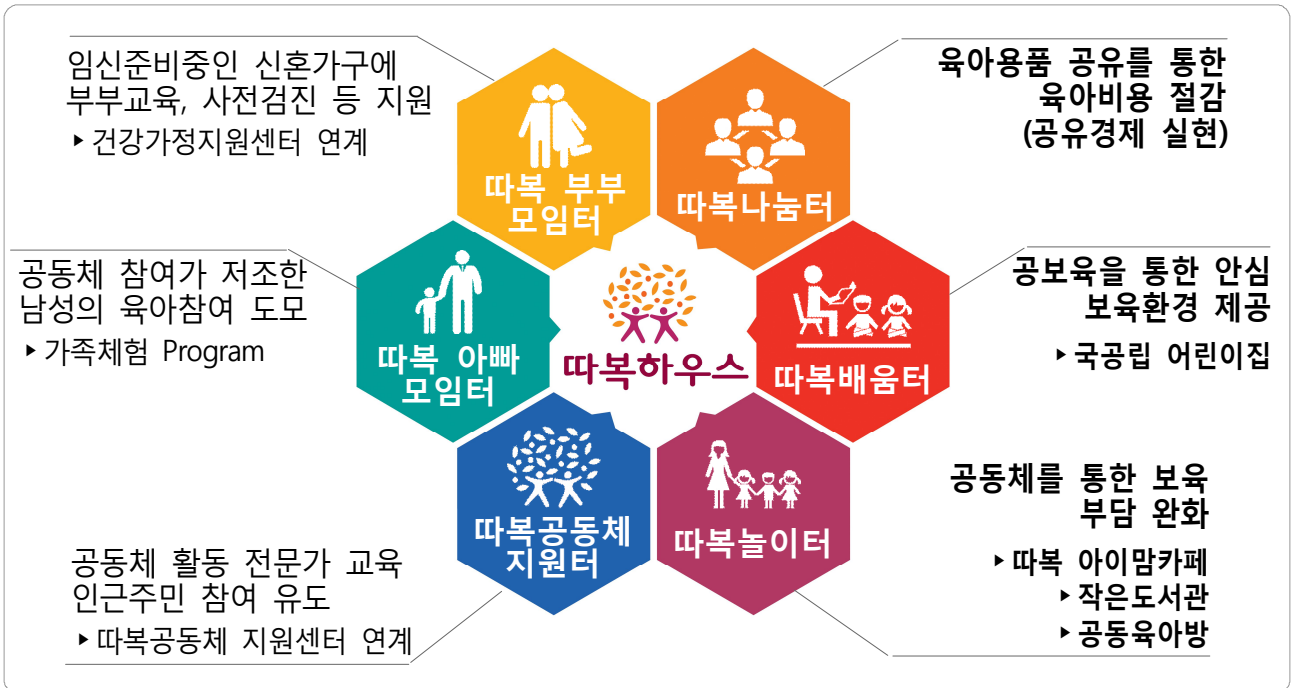 임신준비중인 신혼가구에
부부교육, 사전검진 등 지원
▶건강가정지원센터 연계
따복 부부
모임터
육아용품 공유를 통한
육아비용 절감
(공유경제 실현)
따복나눔터
공동체 참여가 저조한
남성의 육아참여 도모
▶가족체험 Program
따복 아빠
모임터
따복하우스
공보육을 통한 안심
보육환경 제공
▶국공립 어린이집
따복배움터
공동체 활동 전문가 교육
인근주민 참여 유도
▶따복공동체 지원센터 연계
따복공동체
지원터
공동체를 통한 보육
부담 완화
▶따복 아이맘카페
▶작은도서관
▶공동육아방
따복놀이터